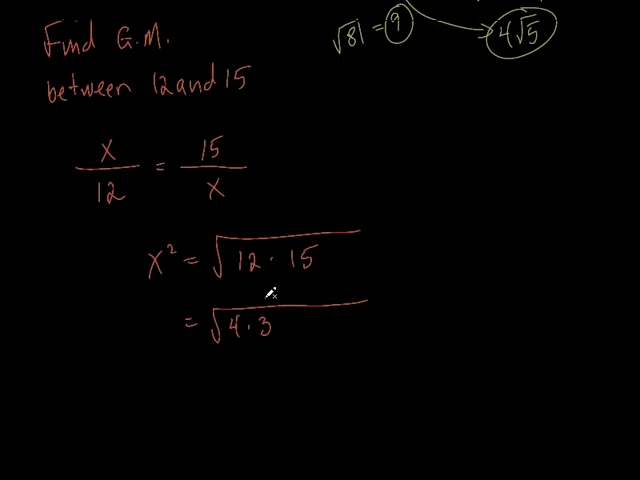 Find G.M.
between 12 and 15
√81 = 9
4√5
x/12 = 15/x
x² = √12 · 15
= √4 · 3